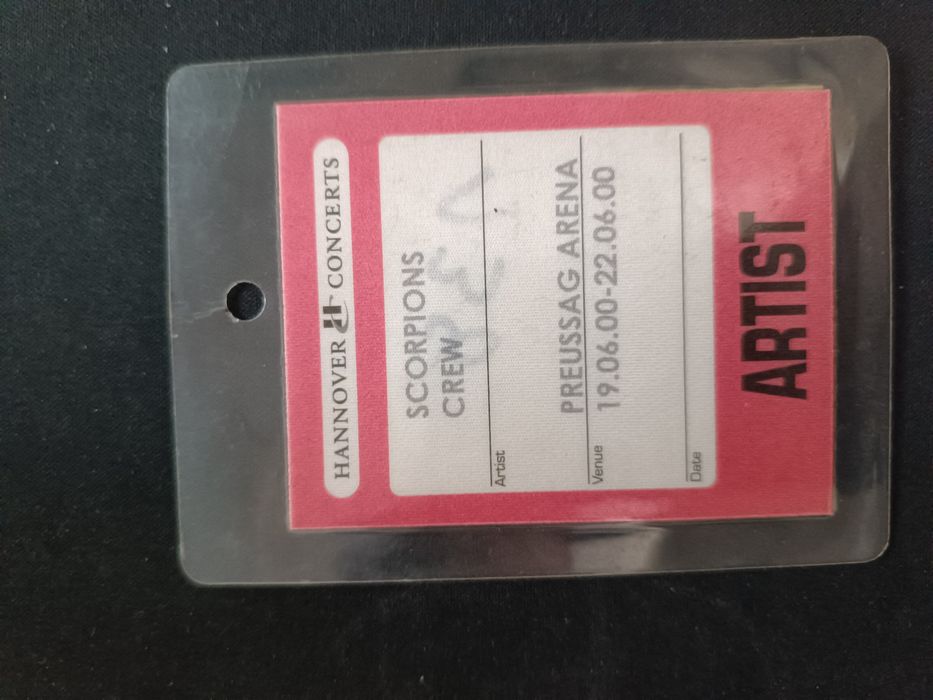 HANNOVER CONCERTS
SCORPIONS
CREW
Artist
PREUSSAG ARENA
Venue
19.06.00-22.06.00
Date
ARTIST